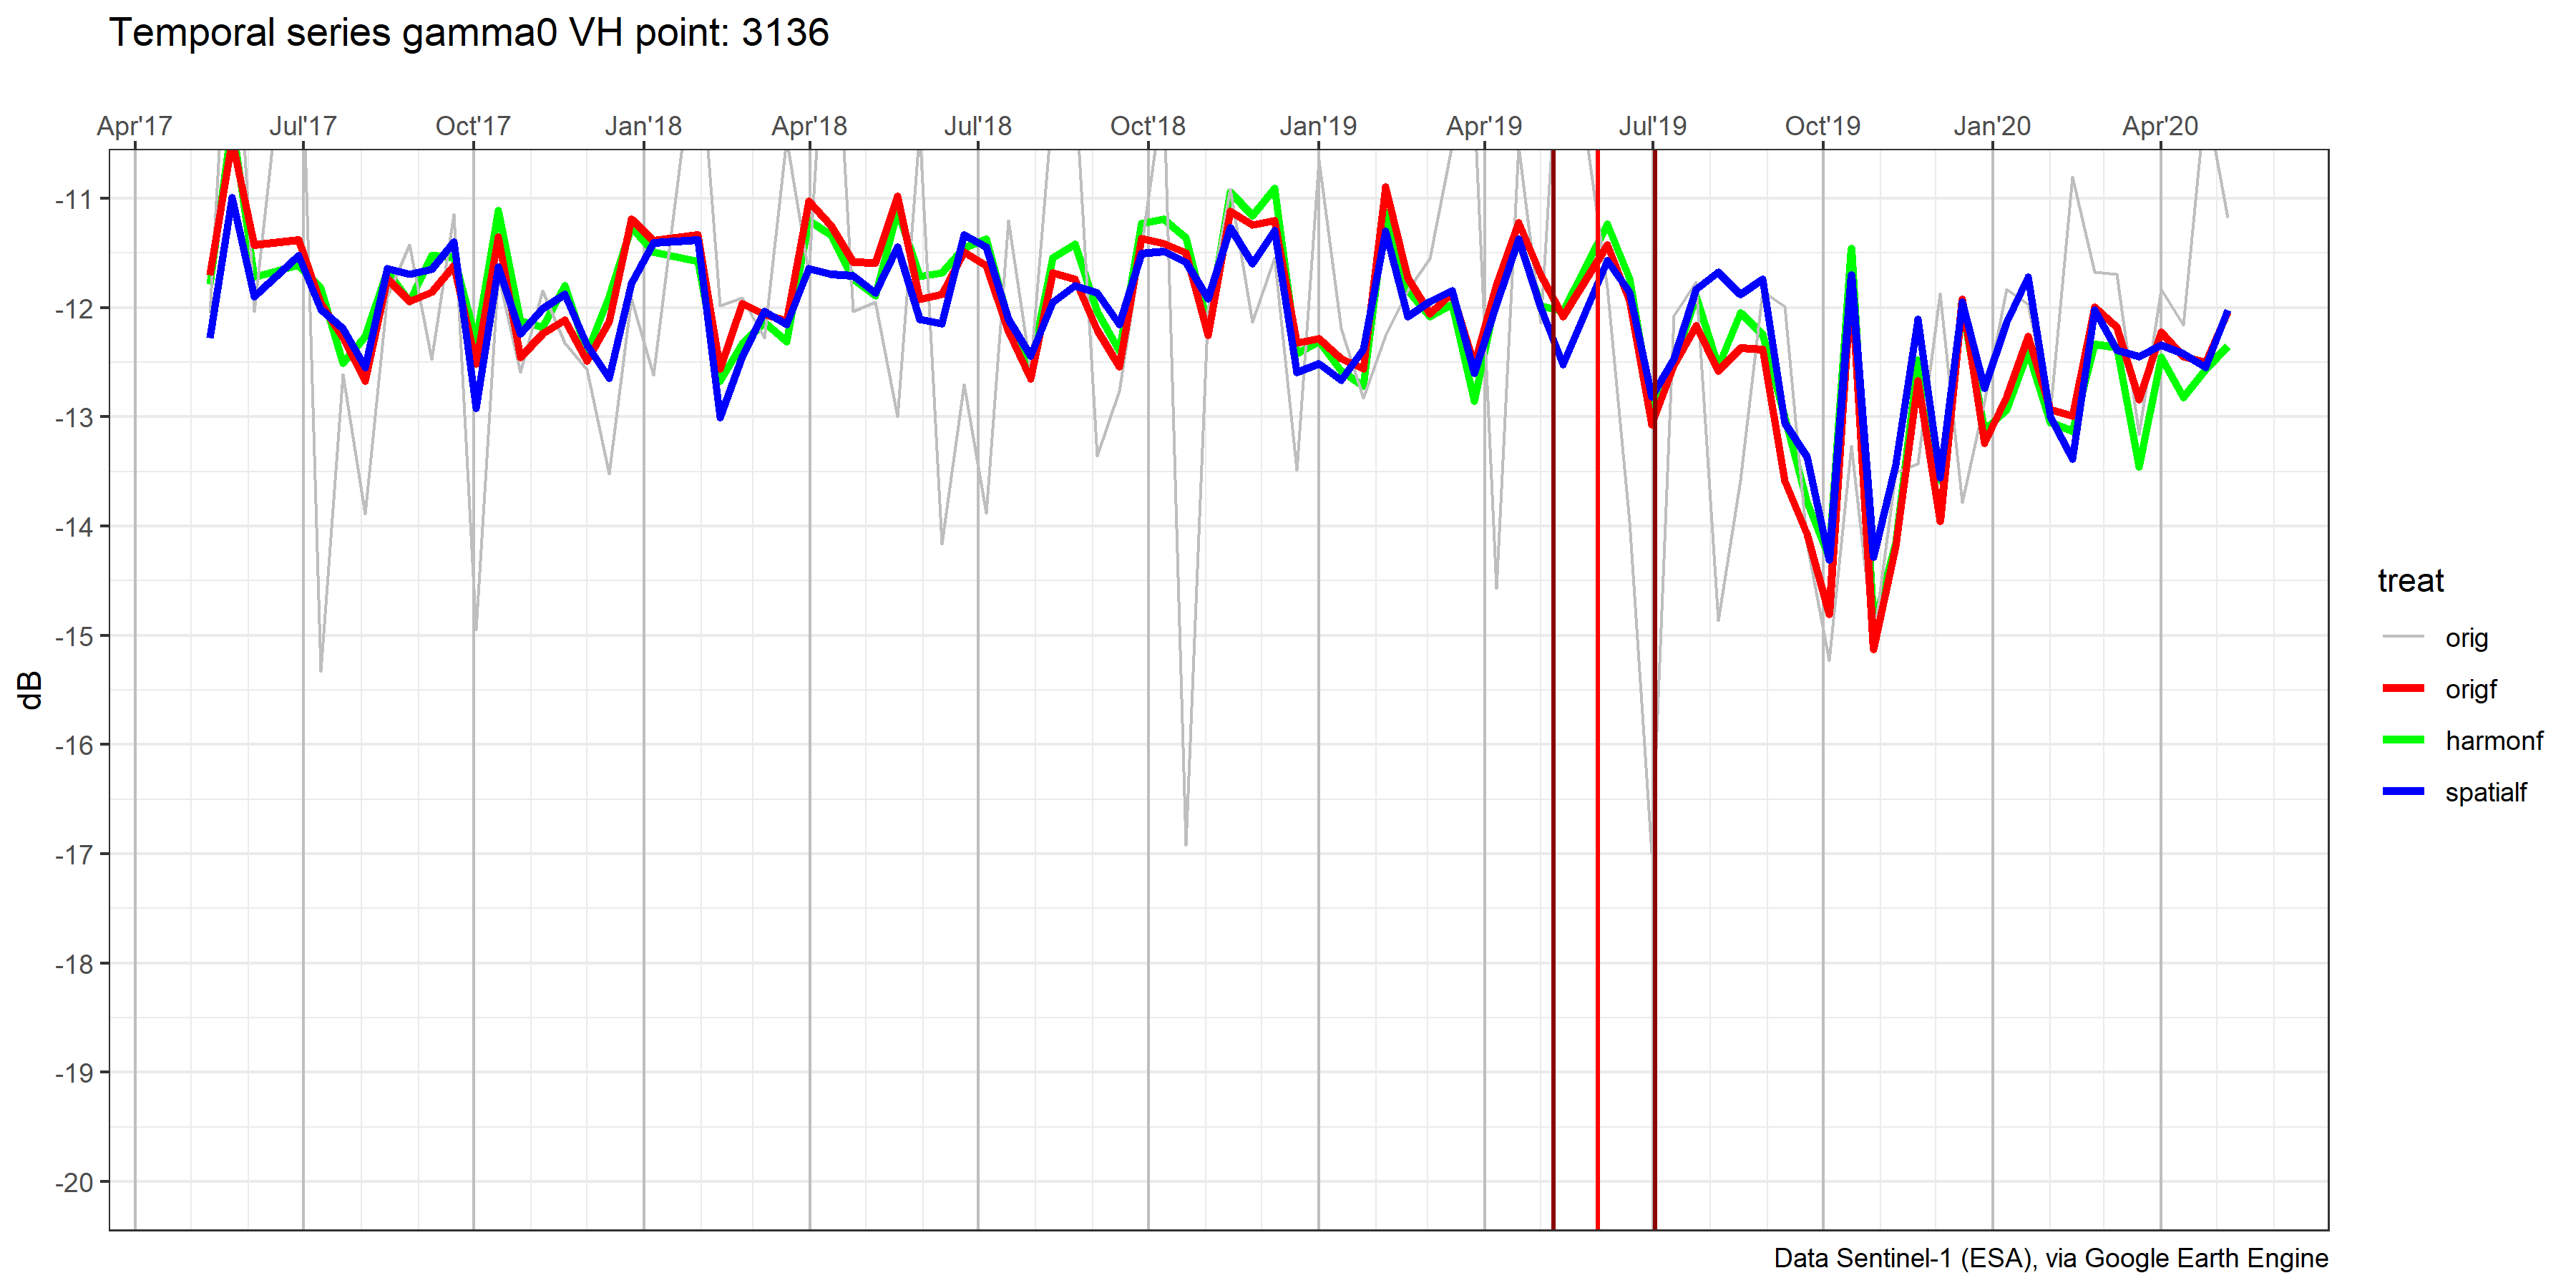 Temporal series gamma0 VH point: 3136
Apr'17 Jul'17 Oct'17 Jan'18 Apr'18 Jul'18 Oct'18 Jan'19 Apr'19 Jul'19 Oct'19 Jan'20 Apr'20
-11
-12
-13
-14
-15
-16
-17
-18
-19
-20
dB
treat
orig
origf
harmonf
spatialf
Data Sentinel-1 (ESA), via Google Earth Engine